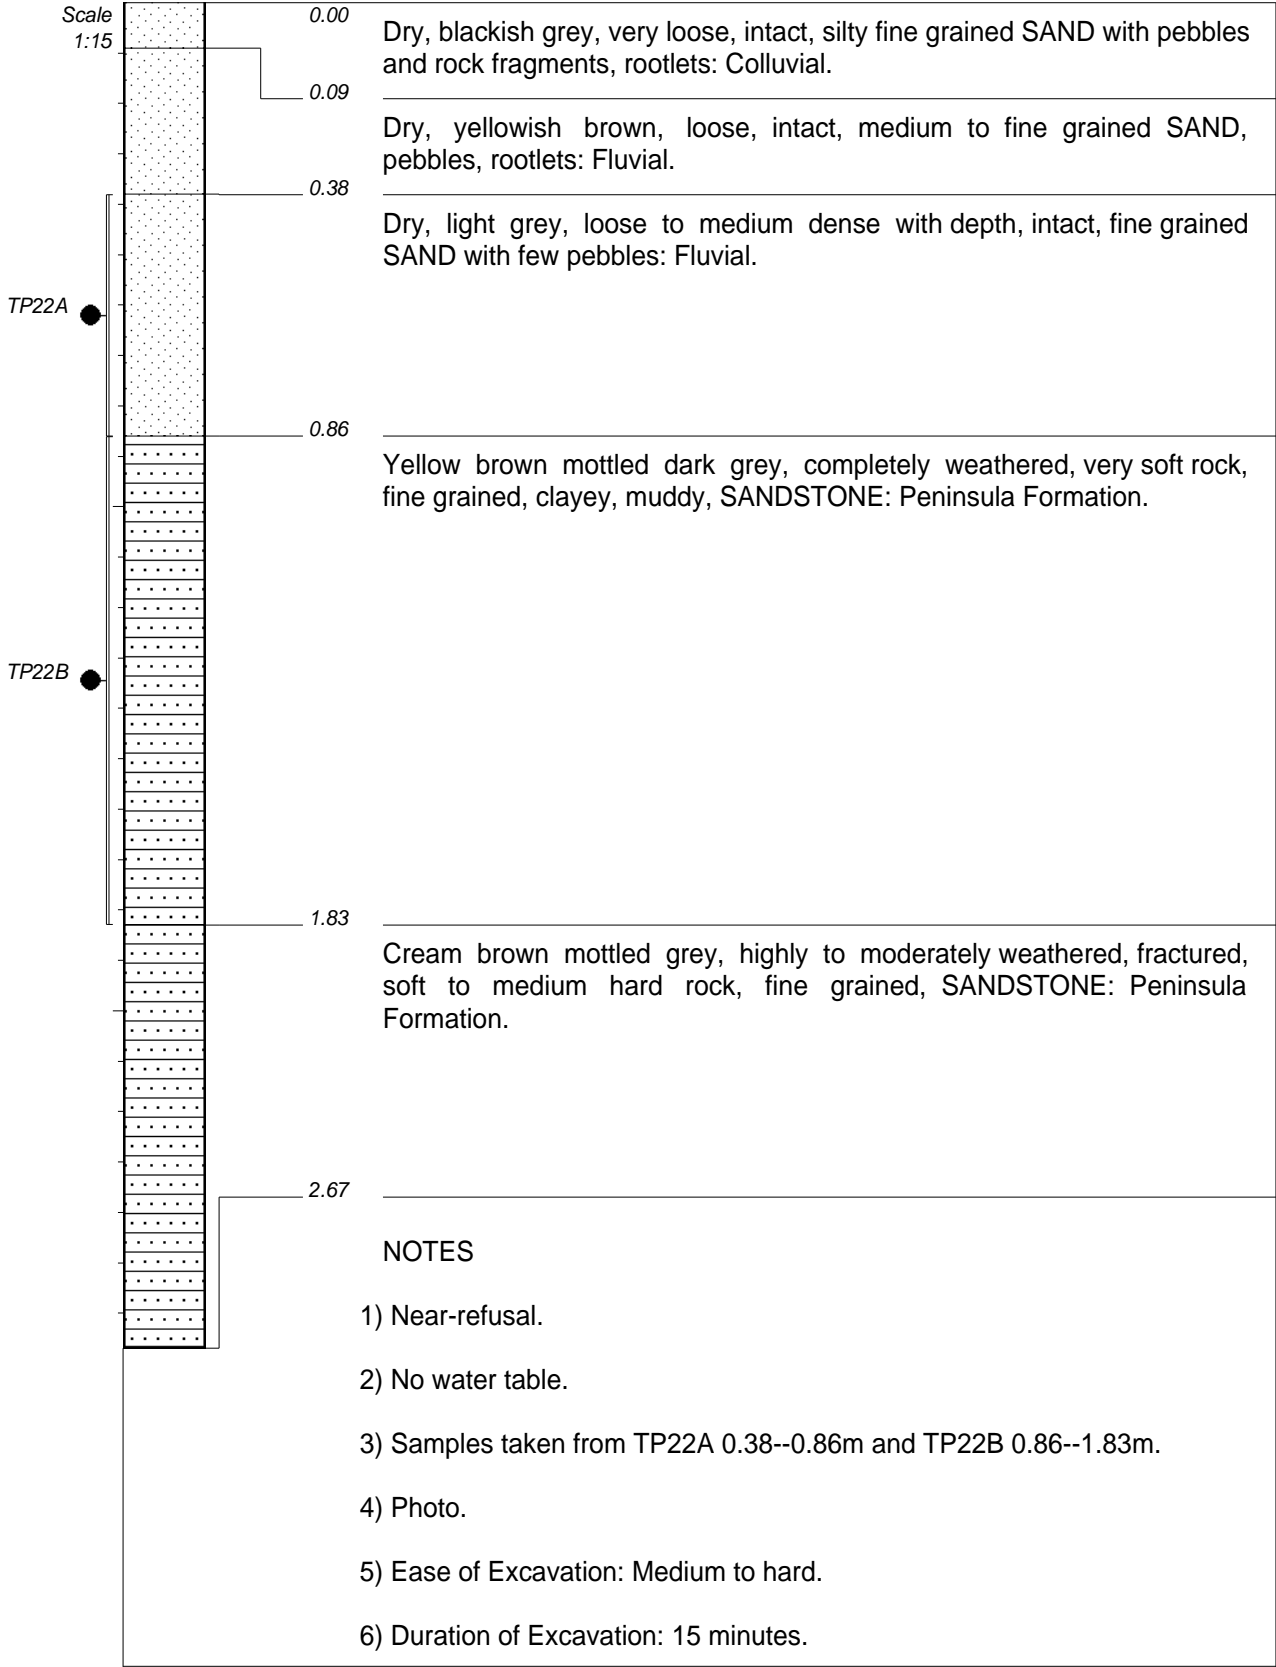 Scale
1:15
0.00
Dry, blackish grey, very loose, intact, silty fine grained SAND with pebbles
and rock fragments, rootlets: Colluvial.
0.09
Dry, yellowish brown, loose, intact, medium to fine grained SAND,
pebbles, rootlets: Fluvial.
0.38
Dry, light grey, loose to medium dense with depth, intact, fine grained
SAND with few pebbles: Fluvial.
TP22A
0.86
Yellow brown mottled dark grey, completely weathered, very soft rock,
fine grained, clayey, muddy, SANDSTONE: Peninsula Formation.
TP22B
1.83
Cream brown mottled grey, highly to moderately weathered, fractured,
soft to medium hard rock, fine grained, SANDSTONE: Peninsula
Formation.
2.67
NOTES
1) Near-refusal.
2) No water table.
3) Samples taken from TP22A 0.38--0.86m and TP22B 0.86--1.83m.
4) Photo.
5) Ease of Excavation: Medium to hard.
6) Duration of Excavation: 15 minutes.